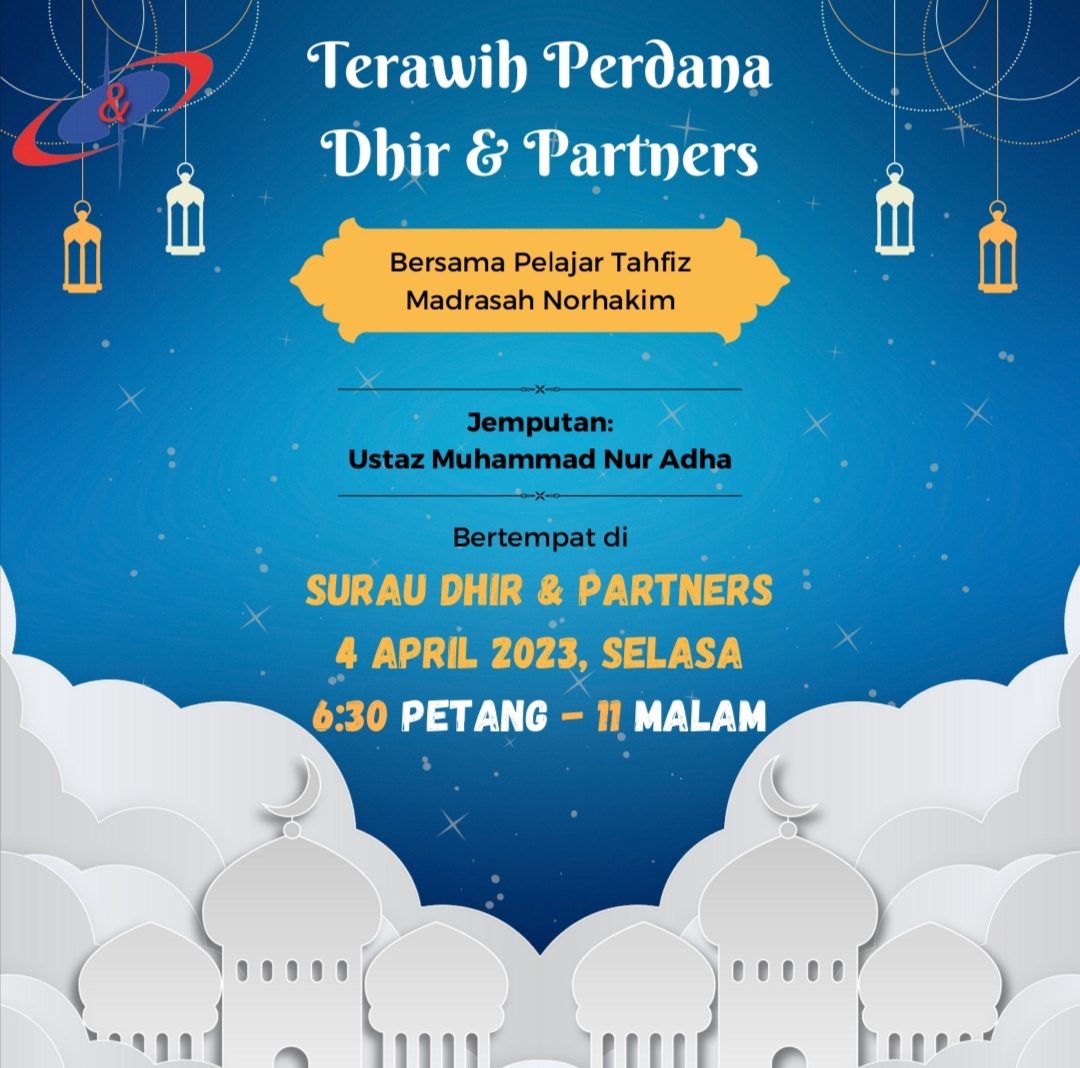 &
Terawih Perdana
Dhir & Partners
Bersama Pelajar Tahfiz
Madrasah Norhakim
Jemputan:
Ustaz Muhammad Nur Adha
Bertempat di
SURAU DHIR & PARTNERS
4 APRIL 2023, SELASA
6:30 PETANG – 11 MALAM